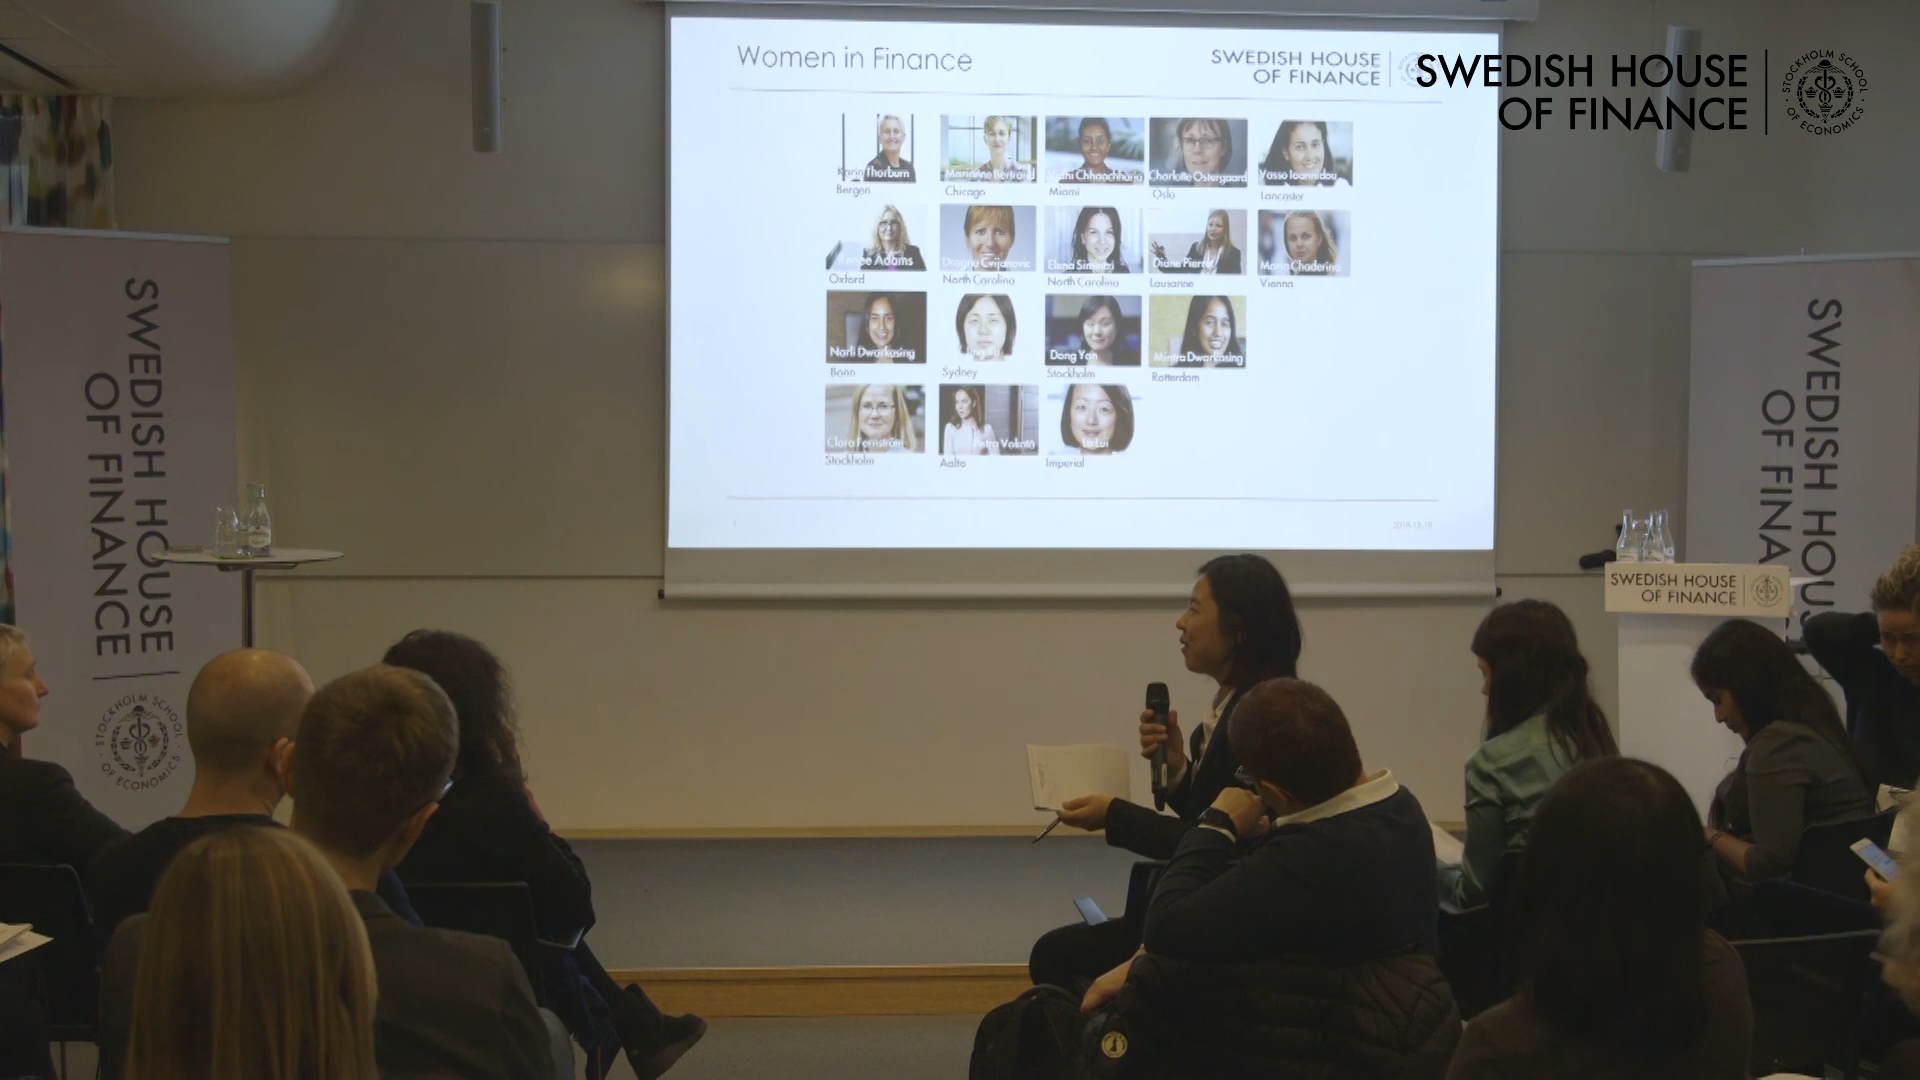 Women in Finance
SWEDISH HOUSE
OF FINANCE
SWEDISH HOUSE
OF FINANCE
STOCKHOLM SCHOOL
OF ECONOMICS
Karin Thorburn
Marianne Bertrand
Chhaochharia
Charlotte Ostergaard
Vasso Ioannidou
Bergen
Chicago
Miami
Oslo
Lancaster
Renee Adams
Dragana Cvijanovic
Elena Simintzi
Diane Pierret
Maria Chaderina
Oxford
North Carolina
North Carolina
Lausanne
Vienna
Narli Dwarkasing
Dong Yan
Mintra Dwarkasing
Bonn
Sydney
Stockholm
Rotterdam
Clara Fernström
Petra Vokatá
Stockholm
Aalto
Imperial
1
SWEDISH HOUSE
OF FINANCE
STOCKHOLM SCHOOL
OF ECONOMICS
SWEDISH HOUSE
OF FINANCE
SWEDISH HOUS
OF FINA